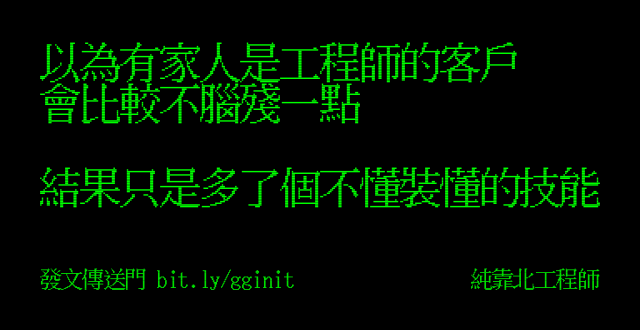 以為有家人是工程師的客戶
會比較不腦殘一點
結果只是多了個不懂裝懂的技能
發文傳送門 bit.ly/gginit
純靠北工程師